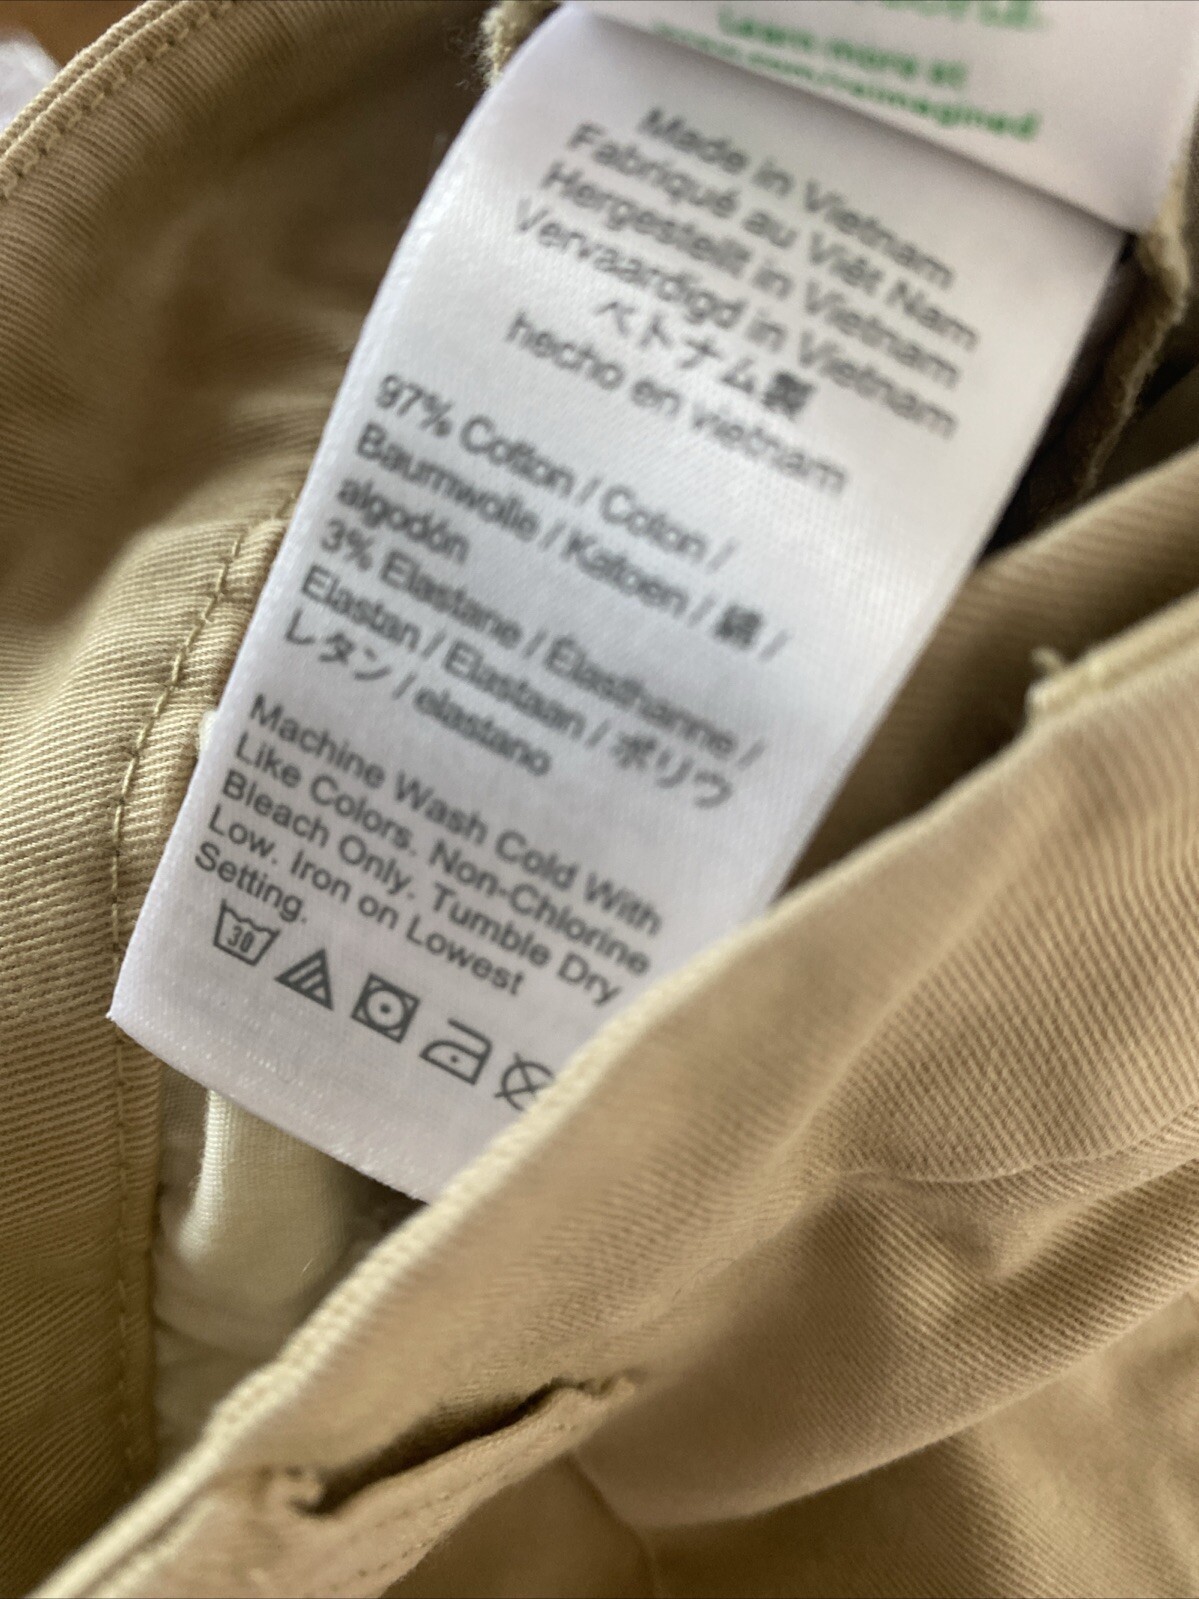 Learn more at
Made in Vietnam
Fabriqué au Viêt Nam
Hergestellt in Vietnam
Vervaardigd in Vietnam
ベトナム製
hecho en vietnam
97% Cotton / Coton /
Baumwolle / Katoen / 綿 /
algodón
3% Elastane / Élasthanne /
Elastan / Elastaan / ポリウ
レタン / elastano
Machine Wash Cold With
Like Colors. Non-Chlorine
Bleach Only. Tumble Dry
Low. Iron on Lowest
Setting.
30